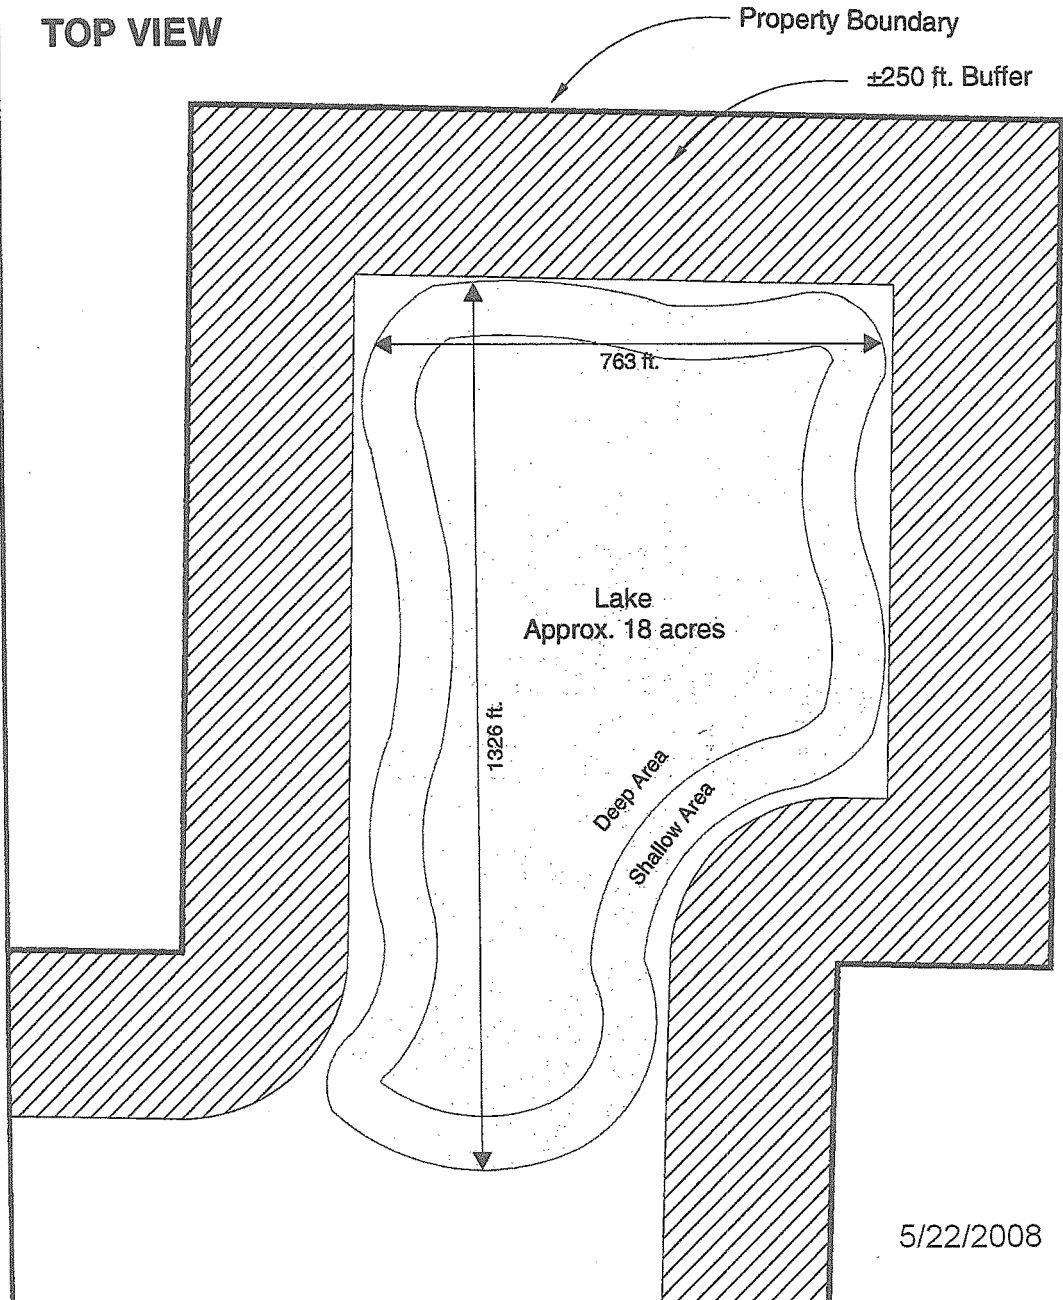 TOP VIEW
Property Boundary
±250 ft. Buffer
763 ft.
Lake
Approx. 18 acres
1326 ft.
Deep Area
Shallow Area
5/22/2008